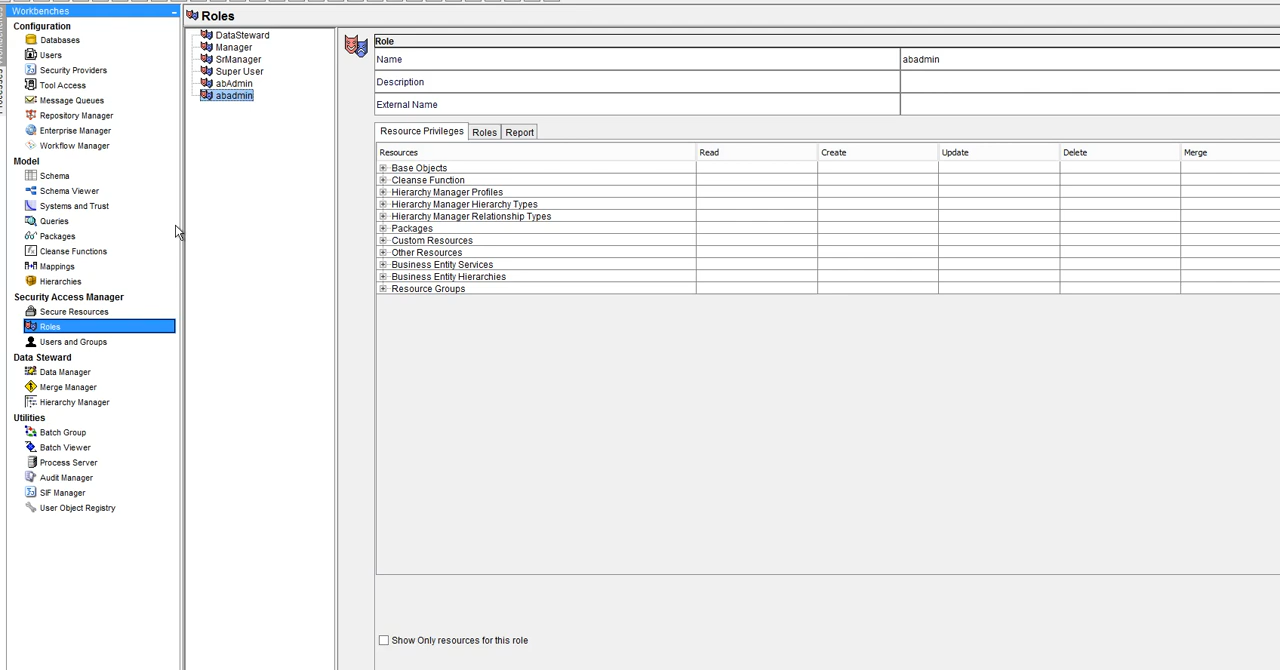 Workbenches
Configuration
Databases
Users
Security Providers
Tool Access
Message Queues
Repository Manager
Enterprise Manager
Workflow Manager
Model
Schema
Schema Viewer
Systems and Trust
Queries
Packages
Cleanse Functions
Mappings
Hierarchies
Security Access Manager
Secure Resources
Roles
Users and Groups
Data Steward
Data Manager
Merge Manager
Hierarchy Manager
Utilities
Batch Group
Batch Viewer
Process Server
Audit Manager
SIF Manager
User Object Registry
Processes
Roles
DataSteward
Manager
SrManager
Super User
abAdmin
abadmin
Role
Name abadmin
Description
External Name
Resource Privileges Roles Report
Resources Read Create Update Delete Merge
Base Objects
Cleanse Function
Hierarchy Manager Profiles
Hierarchy Manager Hierarchy Types
Hierarchy Manager Relationship Types
Packages
Custom Resources
Other Resources
Business Entity Services
Business Entity Hierarchies
Resource Groups
Show Only resources for this role